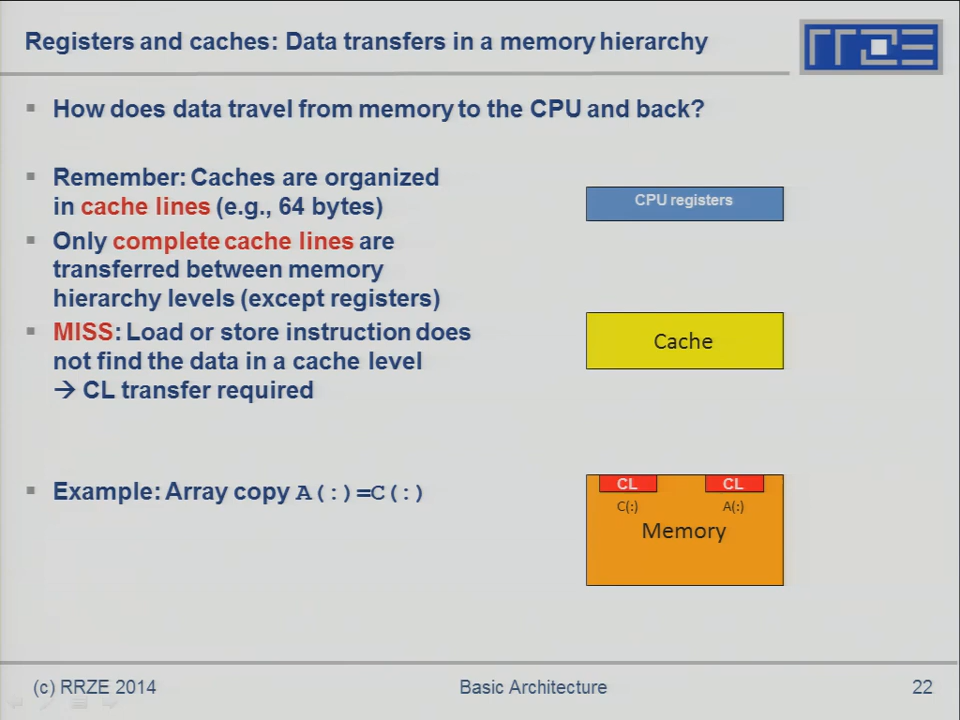 Registers and caches: Data transfers in a memory hierarchy
RRZE
How does data travel from memory to the CPU and back?
Remember: Caches are organized
in cache lines (e.g., 64 bytes)
Only complete cache lines are
transferred between memory
hierarchy levels (except registers)
MISS: Load or store instruction does
not find the data in a cache level
→ CL transfer required
Example: Array copy A(:)=C(:)
CPU registers
Cache
CL
CL
C(:)
A(:)
Memory
(c) RRZE 2014
Basic Architecture
22